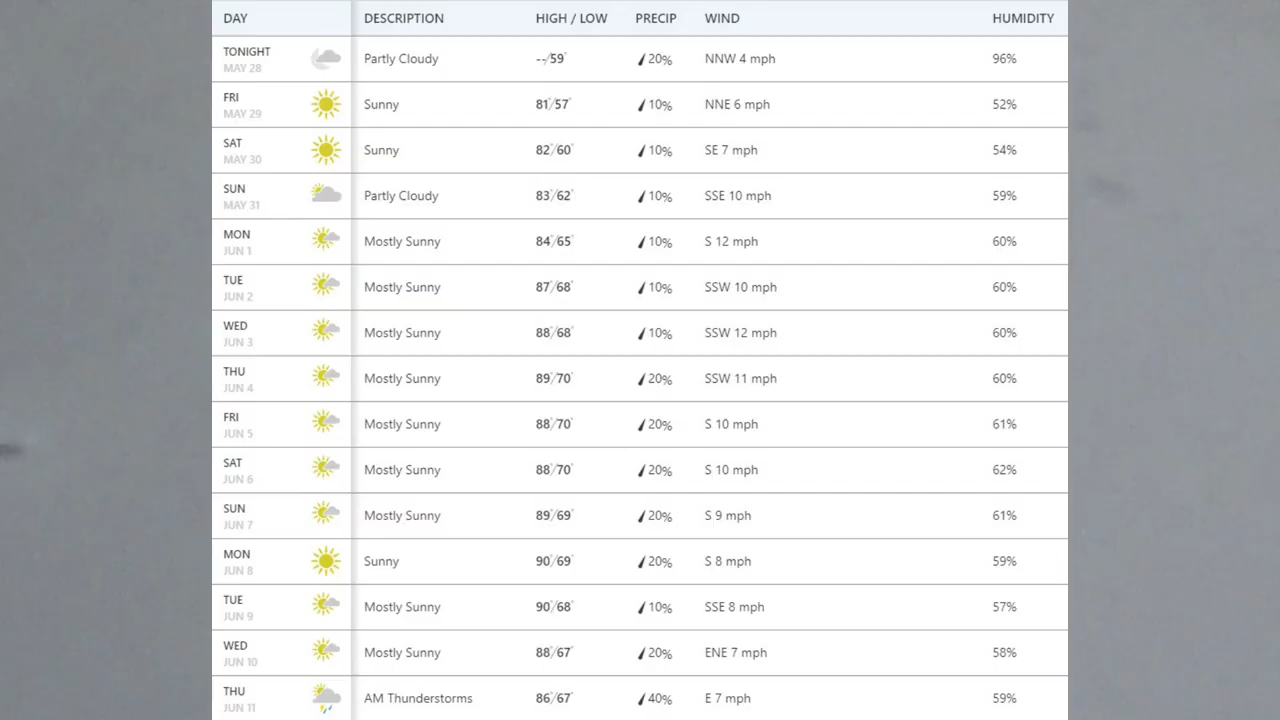 DAY DESCRIPTION HIGH / LOW PRECIP WIND HUMIDITY
TONIGHT
MAY 28 Partly Cloudy --/59° 20% NNW 4 mph 96%
FRI
MAY 29 Sunny 81°/57° 10% NNE 6 mph 52%
SAT
MAY 30 Sunny 82°/60° 10% SE 7 mph 54%
SUN
MAY 31 Partly Cloudy 83°/62° 10% SSE 10 mph 59%
MON
JUN 1 Mostly Sunny 84°/65° 10% S 12 mph 60%
TUE
JUN 2 Mostly Sunny 87°/68° 10% SSW 10 mph 60%
WED
JUN 3 Mostly Sunny 88°/68° 10% SSW 12 mph 60%
THU
JUN 4 Mostly Sunny 89°/70° 20% SSW 11 mph 60%
FRI
JUN 5 Mostly Sunny 88°/70° 20% S 10 mph 61%
SAT
JUN 6 Mostly Sunny 88°/70° 20% S 10 mph 62%
SUN
JUN 7 Mostly Sunny 89°/69° 20% S 9 mph 61%
MON
JUN 8 Sunny 90°/69° 20% S 8 mph 59%
TUE
JUN 9 Mostly Sunny 90°/68° 10% SSE 8 mph 57%
WED
JUN 10 Mostly Sunny 88°/67° 20% ENE 7 mph 58%
THU
JUN 11 AM Thunderstorms 86°/67° 40% E 7 mph 59%